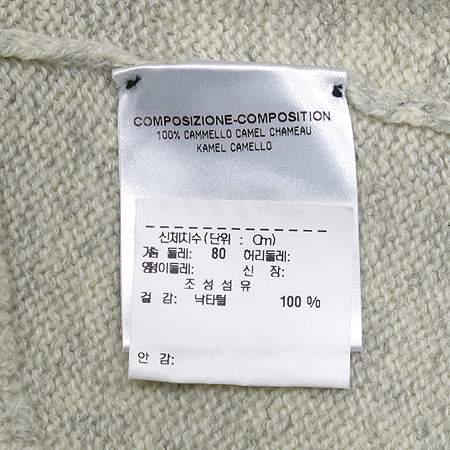 COMPOSIZIONE-COMPOSITION
100% CAMMELLO CAMEL CHAMEAU
KAMEL CAMELLO
신체치수(단위 : Cm)
가슴 둘레: 80 허리둘레:
엉덩이둘레: 신 장:
조성섬유
겉 감: 낙타털 100 %
안 감: